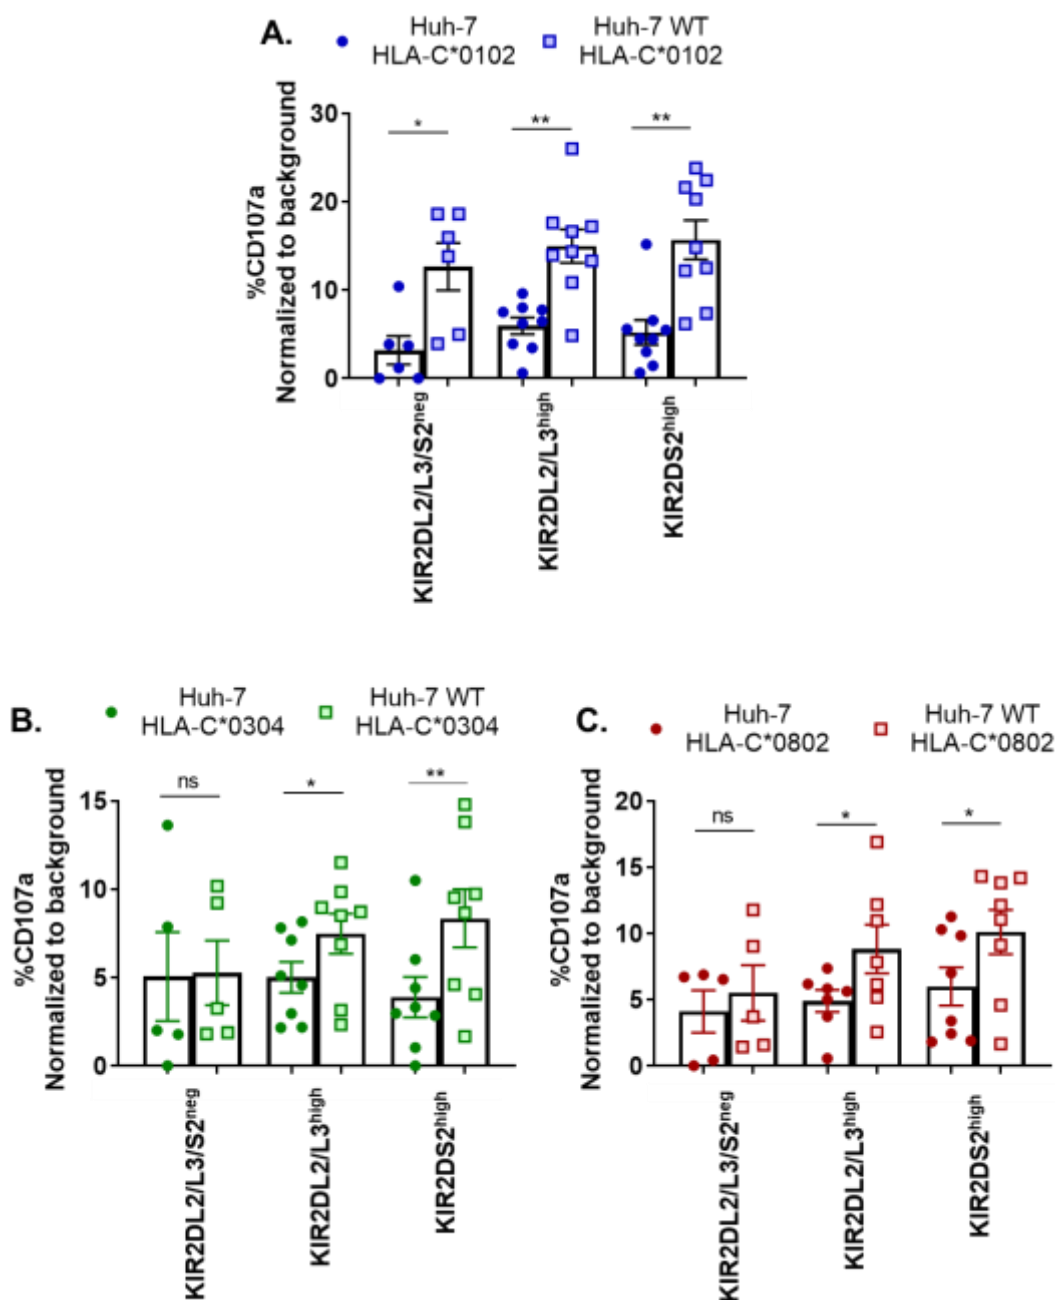 A.
Huh-7
HLA-C*0102
Huh-7 WT
HLA-C*0102
%CD107a
Normalized to background
30
20
10
0
*
**
**
KIR2DL2/L3/S2neg
KIR2DL2/L3high
KIR2DS2high
B.
Huh-7
HLA-C*0304
Huh-7 WT
HLA-C*0304
%CD107a
Normalized to background
15
10
5
0
ns
*
**
KIR2DL2/L3/S2neg
KIR2DL2/L3high
KIR2DS2high
C.
Huh-7
HLA-C*0802
Huh-7 WT
HLA-C*0802
%CD107a
Normalized to background
20
15
10
5
0
ns
*
*
KIR2DL2/L3/S2neg
KIR2DL2/L3high
KIR2DS2high